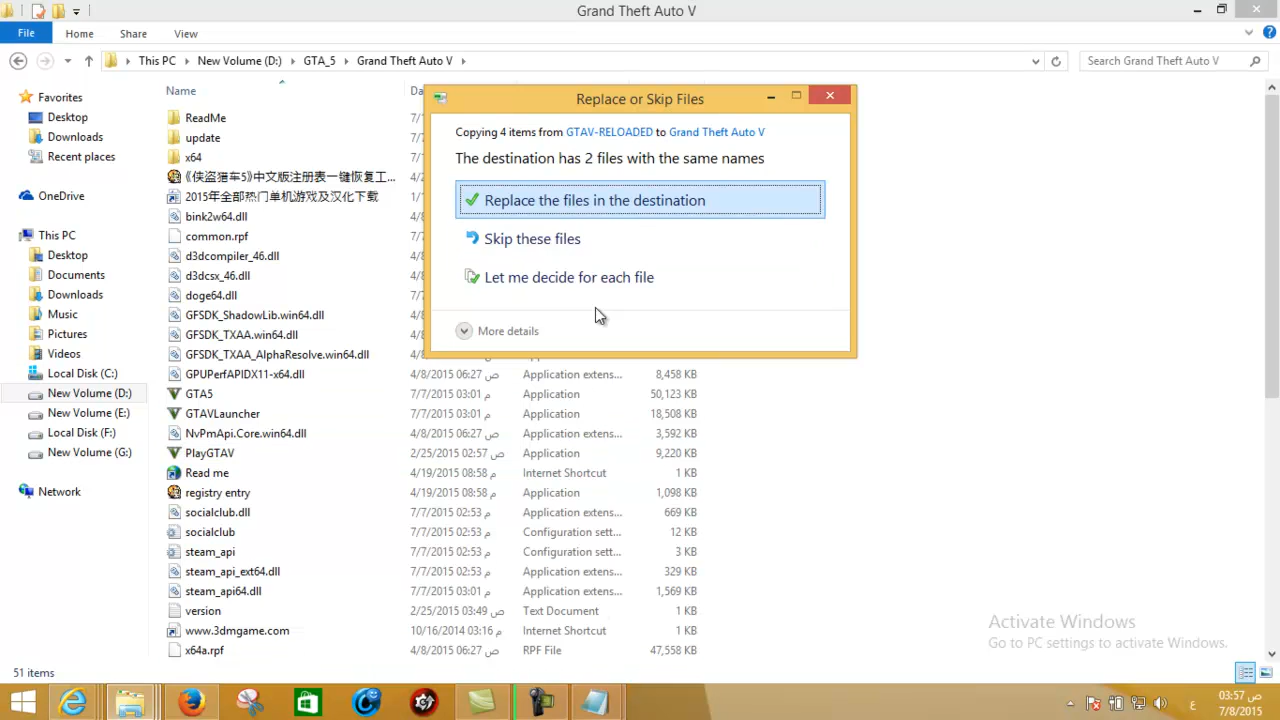 Grand Theft Auto V
File Home Share View
This PC New Volume (D:) GTA_5 Grand Theft Auto V Search Grand Theft Auto V
Favorites
Desktop
Downloads
Recent places
OneDrive
This PC
Desktop
Documents
Downloads
Music
Pictures
Videos
Local Disk (C:)
New Volume (D:)
New Volume (E:)
Local Disk (F:)
New Volume (G:)
Network
Name
ReadMe
update
x64
《侠盗猎车5》中文版注册表一键恢复工...
2015年全部热门单机游戏及汉化下载
bink2w64.dll
common.rpf
d3dcompiler_46.dll
d3dcsx_46.dll
doge64.dll
GFSDK_ShadowLib.win64.dll
GFSDK_TXAA.win64.dll
GFSDK_TXAA_AlphaResolve.win64.dll
GPUPerfAPIDX11-x64.dll 4/8/2015 06:27 ص Application extens... 8,458 KB
GTA5 7/7/2015 03:01 م Application 50,123 KB
GTAVLauncher 7/7/2015 03:01 م Application 18,508 KB
NvPmApi.Core.win64.dll 4/8/2015 06:27 ص Application extens... 3,592 KB
PlayGTAV 2/25/2015 02:57 ص Application 9,220 KB
Read me 4/19/2015 08:58 م Internet Shortcut 1 KB
registry entry 4/19/2015 08:58 م Application 1,098 KB
socialclub.dll 7/7/2015 02:53 م Application extens... 669 KB
socialclub 7/7/2015 02:53 م Configuration sett... 12 KB
steam_api 7/7/2015 02:53 م Configuration sett... 3 KB
steam_api_ext64.dll 7/7/2015 02:53 م Application extens... 329 KB
steam_api64.dll 7/7/2015 03:01 م Application extens... 1,569 KB
version 2/25/2015 03:49 ص Text Document 1 KB
www.3dmgame.com 10/16/2014 03:16 م Internet Shortcut 1 KB
x64a.rpf 4/8/2015 06:27 ص RPF File 47,558 KB
Replace or Skip Files
Copying 4 items from GTAV-RELOADED to Grand Theft Auto V
The destination has 2 files with the same names
Replace the files in the destination
Skip these files
Let me decide for each file
More details
Activate Windows
Go to PC settings to activate Windows.
51 items
ع
03:57 ص
7/8/2015